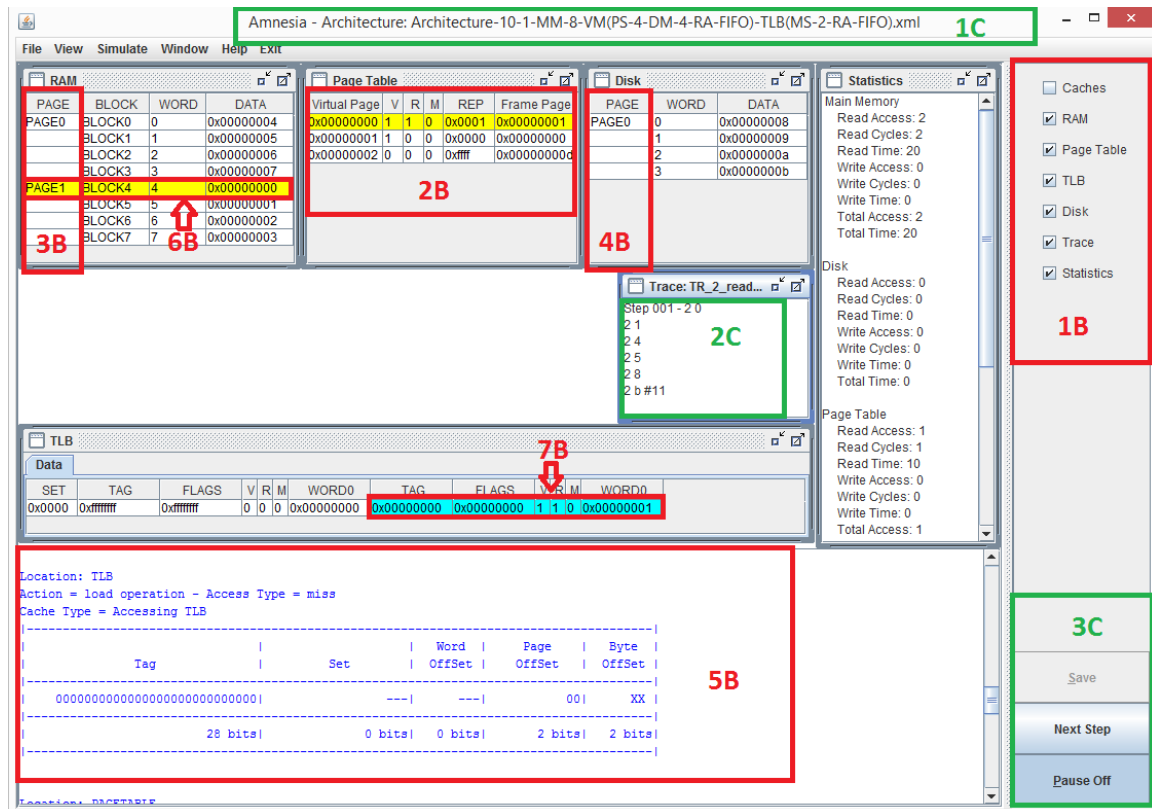 Amnesia - Architecture: Architecture-10-1-MM-8-VM(PS-4-DM-4-RA-FIFO)-TLB(MS-2-RA-FIFO).xml
1C
File View Simulate Window Help Exit
RAM
PAGE BLOCK WORD DATA
PAGE0 BLOCK0 0 0x00000004
BLOCK1 1 0x00000005
BLOCK2 2 0x00000006
BLOCK3 3 0x00000007
PAGE1 BLOCK4 4 0x00000000
BLOCK5 5 0x00000001
BLOCK6 6 0x00000002
BLOCK7 7 0x00000003
3B
6B
Page Table
Virtual Page V R M REP Frame Page
0x00000000 1 1 0 0x0001 0x00000001
0x00000001 1 0 0 0x0000 0x00000000
0x00000002 0 0 0 0xffff 0x0000000d
2B
Disk
PAGE WORD DATA
PAGE0 0 0x00000008
1 0x00000009
2 0x0000000a
3 0x0000000b
4B
Statistics
Main Memory
Read Access: 2
Read Cycles: 2
Read Time: 20
Write Access: 0
Write Cycles: 0
Write Time: 0
Total Access: 2
Total Time: 20
Disk
Read Access: 0
Read Cycles: 0
Read Time: 0
Write Access: 0
Write Cycles: 0
Write Time: 0
Total Time: 0
Page Table
Read Access: 1
Read Cycles: 1
Read Time: 10
Write Access: 0
Write Cycles: 0
Write Time: 0
Total Access: 1
Caches
RAM
Page Table
TLB
Disk
Trace
Statistics
1B
Trace: TR_2_read...
Step 001 - 2 0
2 1
2 4
2 5
2 8
2 b #11
2C
TLB
7B
Data
SET TAG FLAGS V R M WORD0 TAG FLAGS V R M WORD0
0x0000 0xffffffff 0xffffffff 0 0 0 0x00000000 0x00000000 0x00000000 1 1 0 0x00000001
Location: TLB
Action = load operation - Access Type = miss
Cache Type = Accessing TLB
|---------------------------------------------------------------------------------------|
| | | Word | Page | Byte |
| Tag | Set | OffSet | OffSet | OffSet |
|---------------------------------------------------------------------------------------|
| 0000000000000000000000000000| ---| ---| 00| XX |
|---------------------------------------------------------------------------------------|
| 28 bits| 0 bits| 0 bits| 2 bits| 2 bits|
|---------------------------------------------------------------------------------------|
Location: PAGETABLE
5B
3C
Save
Next Step
Pause Off